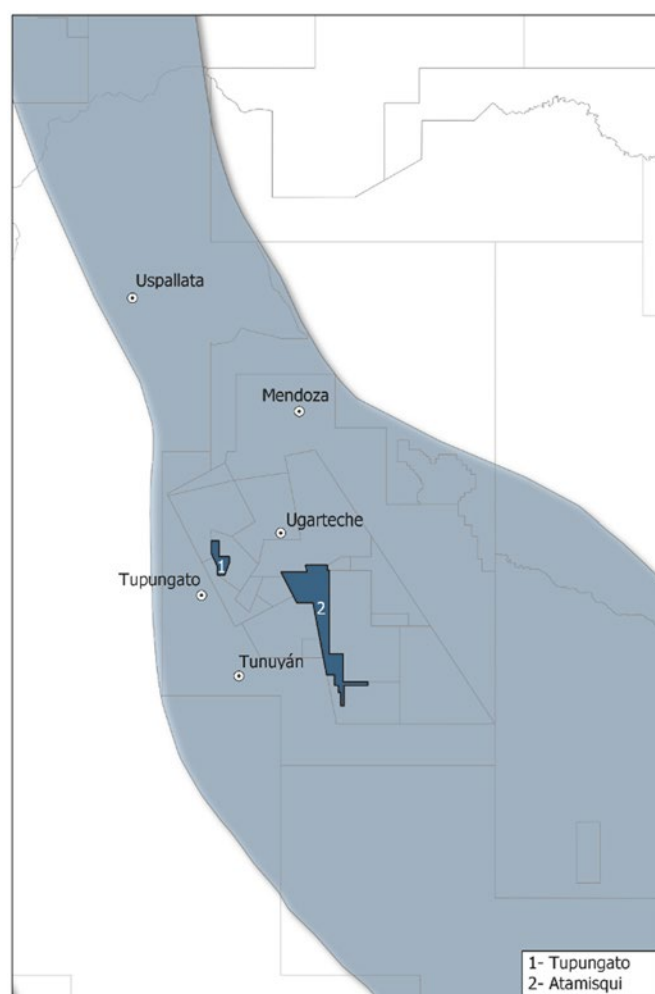 Uspallata
Mendoza
Ugarteche
1
Tupungato
2
Tunuyán
1- Tupungato
2- Atamisqui